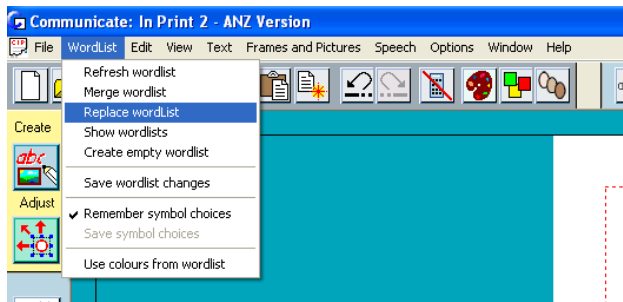 Communicate: In Print 2 - ANZ Version
CIP File WordList Edit View Text Frames and Pictures Speech Options Window Help
Refresh wordlist
Merge wordlist
Replace wordList
Show wordlists
Create empty wordlist
Save wordlist changes
Remember symbol choices
Save symbol choices
Use colours from wordlist
Create
abc
Adjust